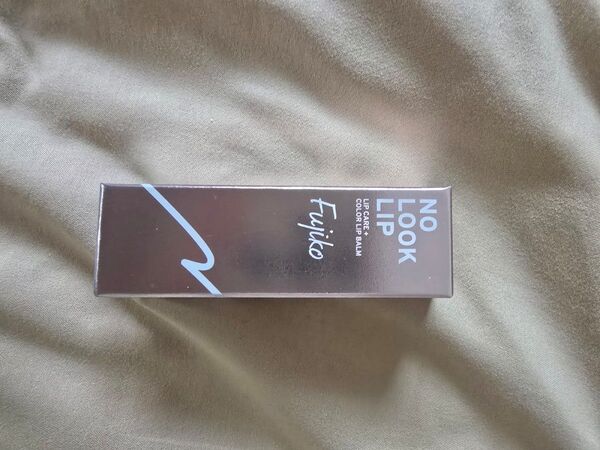 NO
LOOK
LIP
LIP CARE +
COLOR LIP BALM
Fujiko